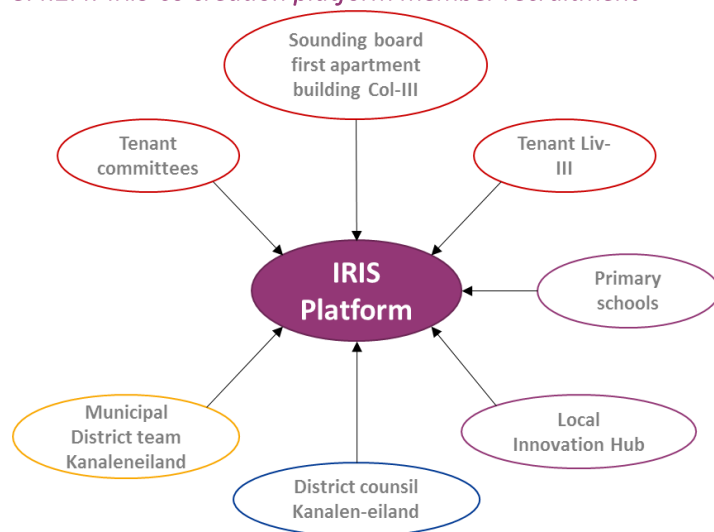 Sounding board
first apartment
building Col-III
Tenant
committees
Tenant Liv-
III
IRIS
Platform
Primary
schools
Municipal
District team
Kanaleneiland
Local
Innovation Hub
District counsil
Kanalen-eiland